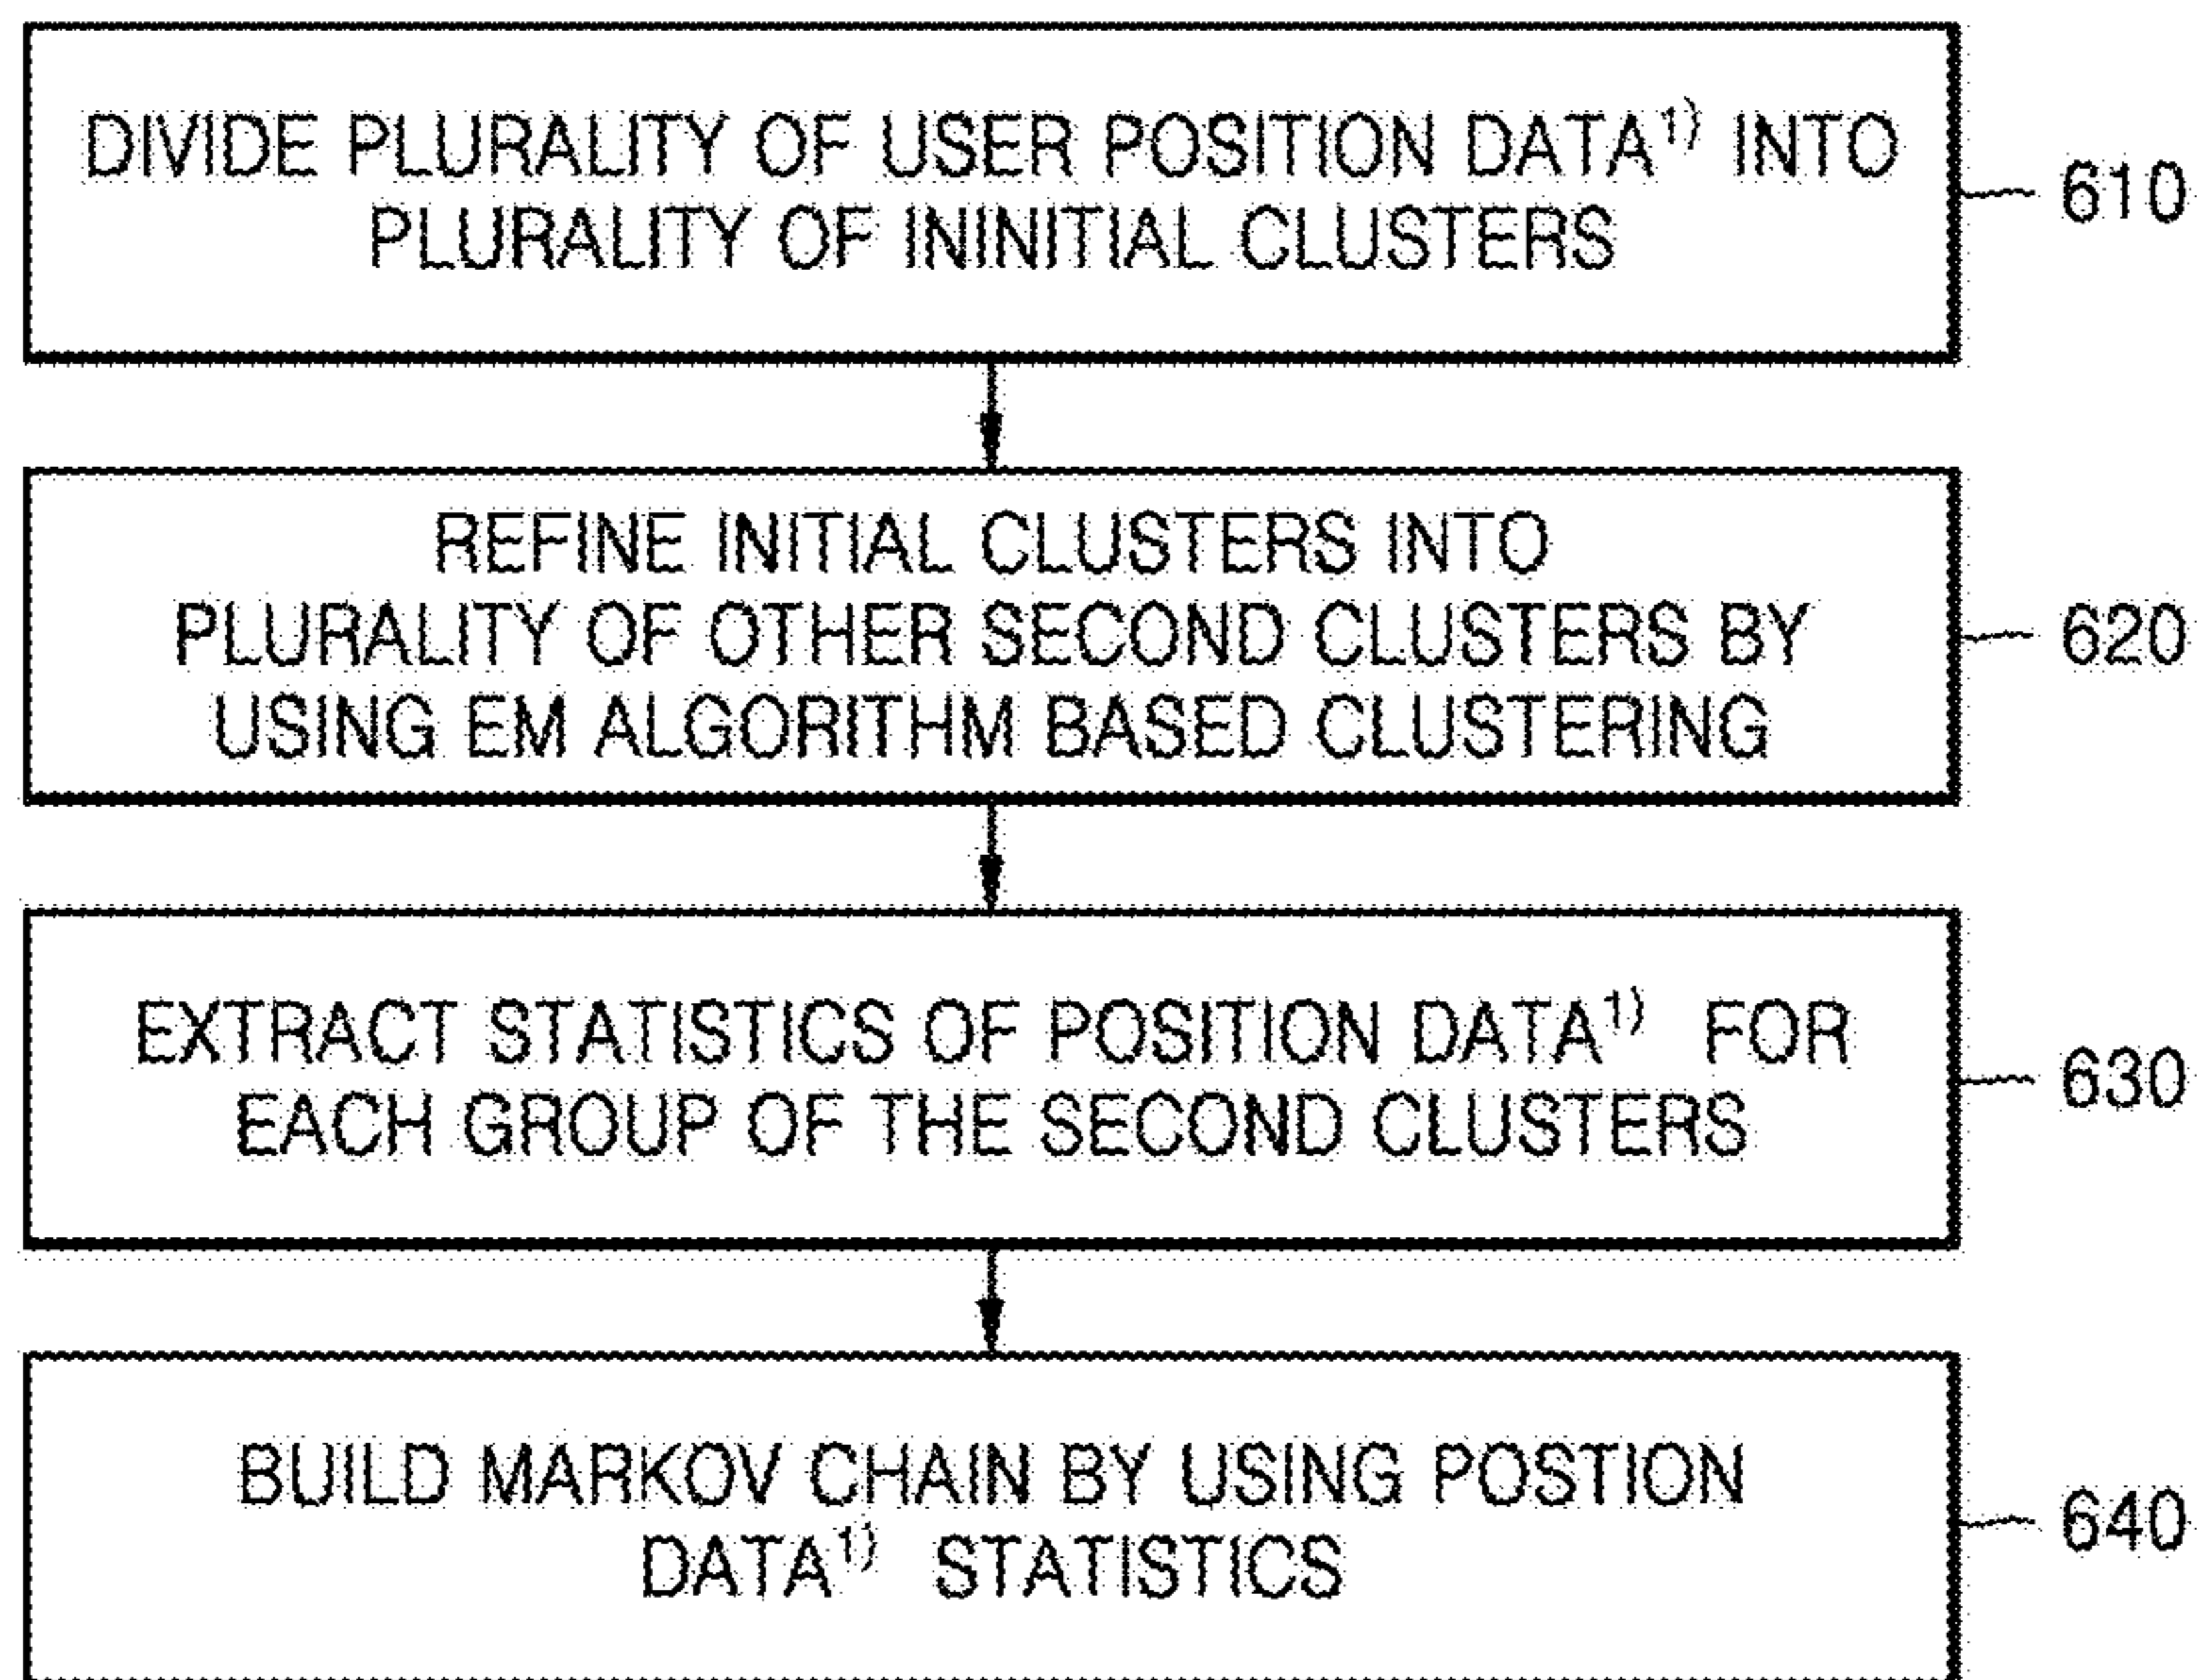 DIVIDE PLURALITY OF USER POSITION DATA¹⁾ INTO
PLURALITY OF ININITIAL CLUSTERS
610
REFINE INITIAL CLUSTERS INTO
PLURALITY OF OTHER SECOND CLUSTERS BY
USING EM ALGORITHM BASED CLUSTERING
620
EXTRACT STATISTICS OF POSITION DATA¹⁾ FOR
EACH GROUP OF THE SECOND CLUSTERS
630
BUILD MARKOV CHAIN BY USING POSTION
DATA¹⁾ STATISTICS
640